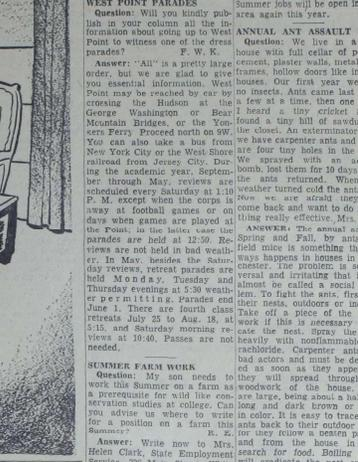 WEST POINT PARADES
Question: Will you kindly pub-
lish in your column all the in-
formation about going up to West
Point to witness one of the dress
parades? F. W. K.
Answer: "All" is a pretty large
order, but we are glad to give
you essential information. West
Point may be reached by car by
crossing the Hudson at the
George Washington or Bear
Mountain Bridges, or the Yon-
kers Ferry Proceed north on 9W.
You can also take a bus from
New York City or the West Shore
railroad from Jersey City. Dur-
ing the academic year, Septem-
ber through May, reviews are
scheduled every Saturday at 1:10
P. M. except when the corps is
away at football games or on
days when games are played at
the Point; in the latter case the
parades are held at 12:50. Re-
views are not held in bad weath-
er. In May, besides the Satur-
day reviews, retreat parades are
held Monday, Tuesday and
Thursday evenings at 5:30 weath-
er permitting. Parades end
June 1. There are fourth class
retreats July 25 to Aug. 18, at
5:15, and Saturday morning re-
views at 10:40. Passes are not
needed.
SUMMER FARM WORK
Question: My son needs to
work this Summer on a farm as
a prerequisite for wild like con-
servation studies at college. Can
you advise us where to write
for a position on a farm this
Summer?
Answer: Write now to Mrs.
Helen Clark, State Employment
Summer jobs will be open in
area again this year.
ANNUAL ANT ASSAULT
Question: We live in a
house with full cellar of
cement, plaster walls, metal
frames, hollow doors like in
houses. Our first year we
no insects. Ants came last
a few at a time, then one
I heard a tiny cricket
found a tiny hill of sawdu
the closet. An exterminator
we have carpenter ants and
are four tiny holes in the
We sprayed with an
bomb, lost them for 10 days
the ants returned. When
weather turned cold the ant
Now we are afraid they
come back and want to do
thing really effective. Mrs.
ANSWER: The annual an
Spring and Fall, by ants
field mice is something th
ways happens in houses in
chester. The problem is so
versal and irritating that i
almost be called a social
lem. To fight the ants, firs
their nests, outdoors or in
Take off a piece of the
work if this is necessary
cate the nest. Spray the
heavily with nonflammable
rachloride. Carpenter anti
bad actors and must be de
ed as soon as they appe
they will spread through
woodwork of the house.
are large, being about a hal
long and dark brown or
in color. It is easy to trace
ants back to their outdoor
for they follow a beaten p
and from the house in
search for food. Boiling